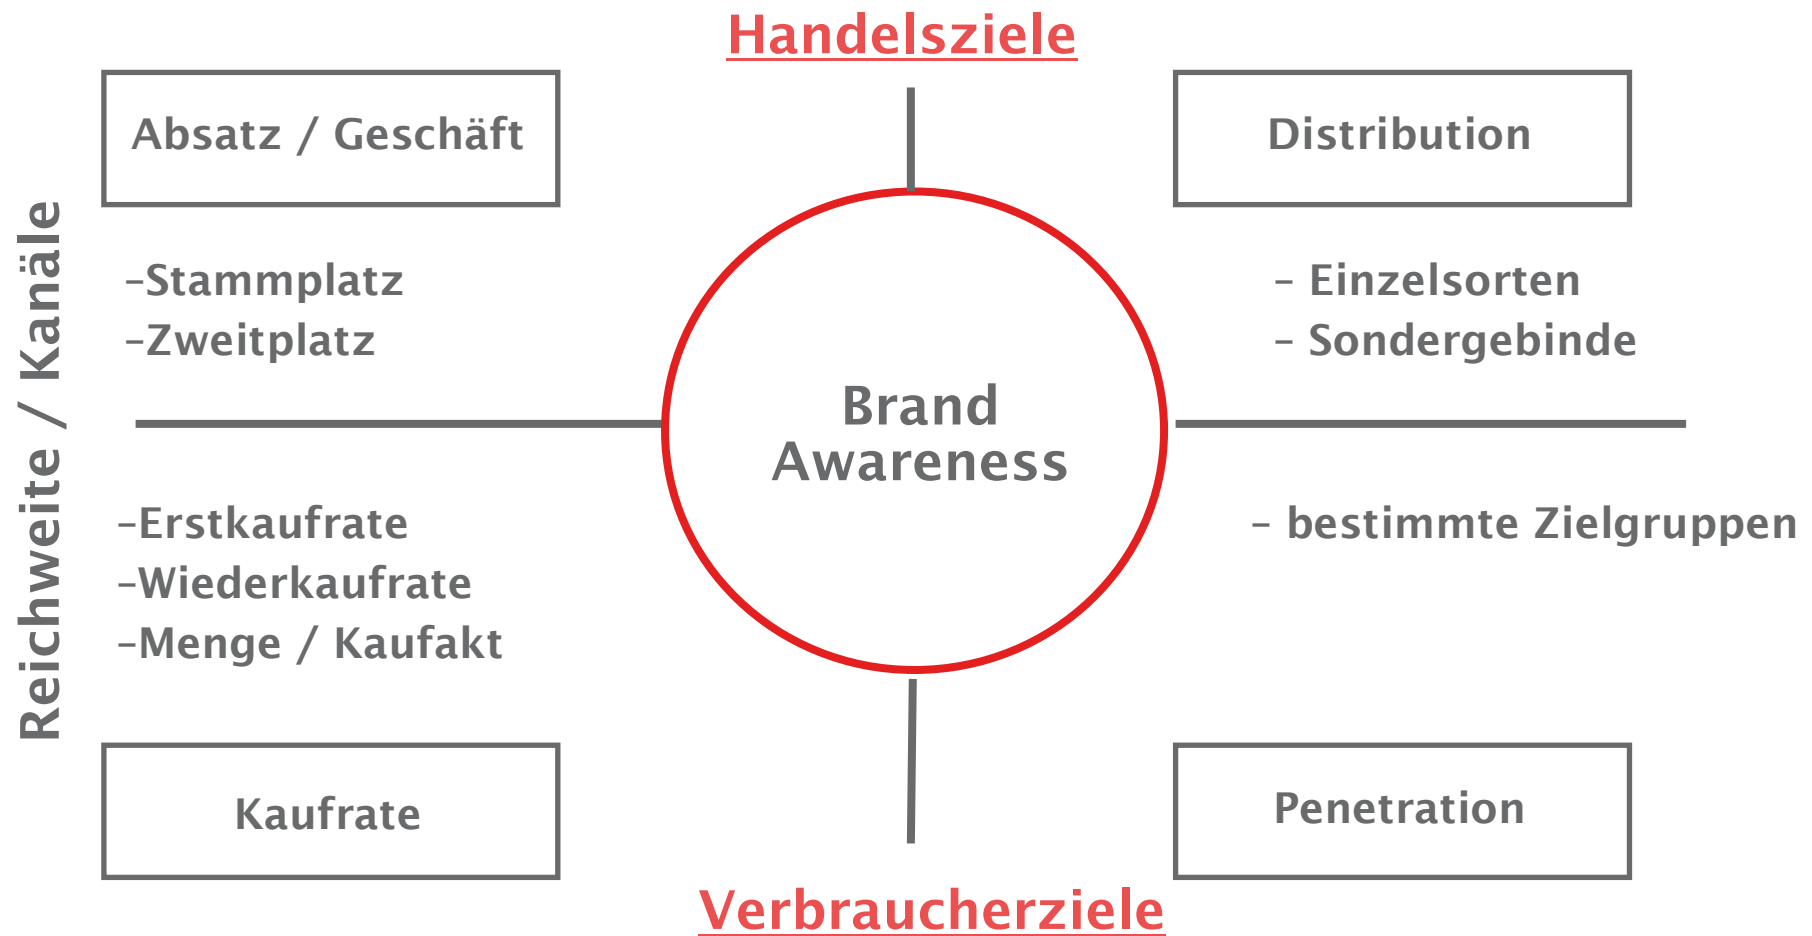 Handelsziele
Absatz / Geschäft
Distribution
Reichweite / Kanäle
-Stammplatz
-Zweitplatz
- Einzelsorten
- Sondergebinde
Brand
Awareness
-Erstkaufrate
-Wiederkaufrate
-Menge / Kaufakt
- bestimmte Zielgruppen
Kaufrate
Penetration
Verbraucherziele